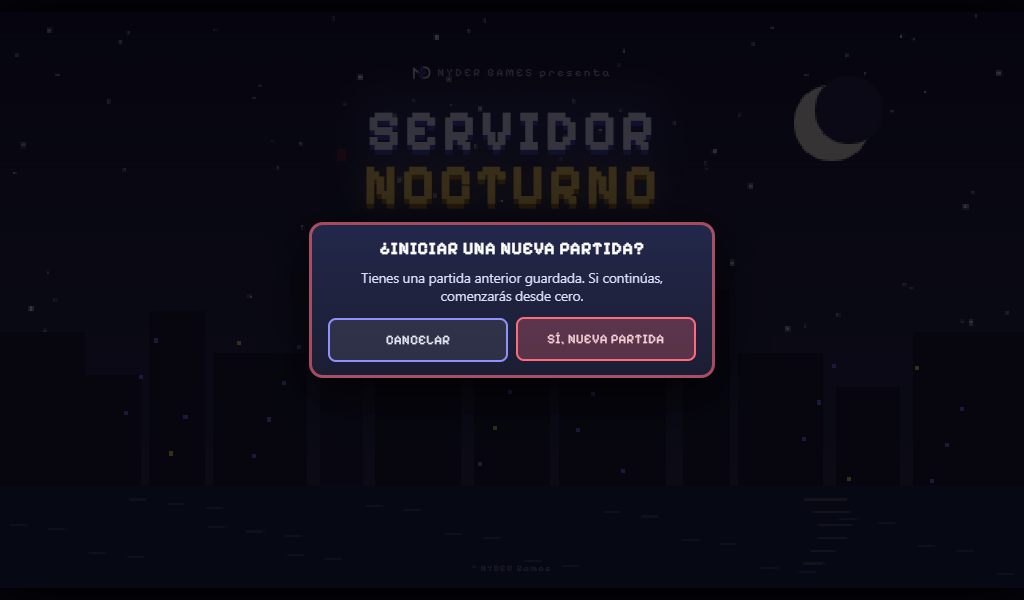 NYDER GAMES presenta
SERVIDOR
NOCTURNO
¿INICIAR UNA NUEVA PARTIDA?
Tienes una partida anterior guardada. Si continúas,
comenzarás desde cero.
CANCELAR
SÍ, NUEVA PARTIDA
NYDER Games